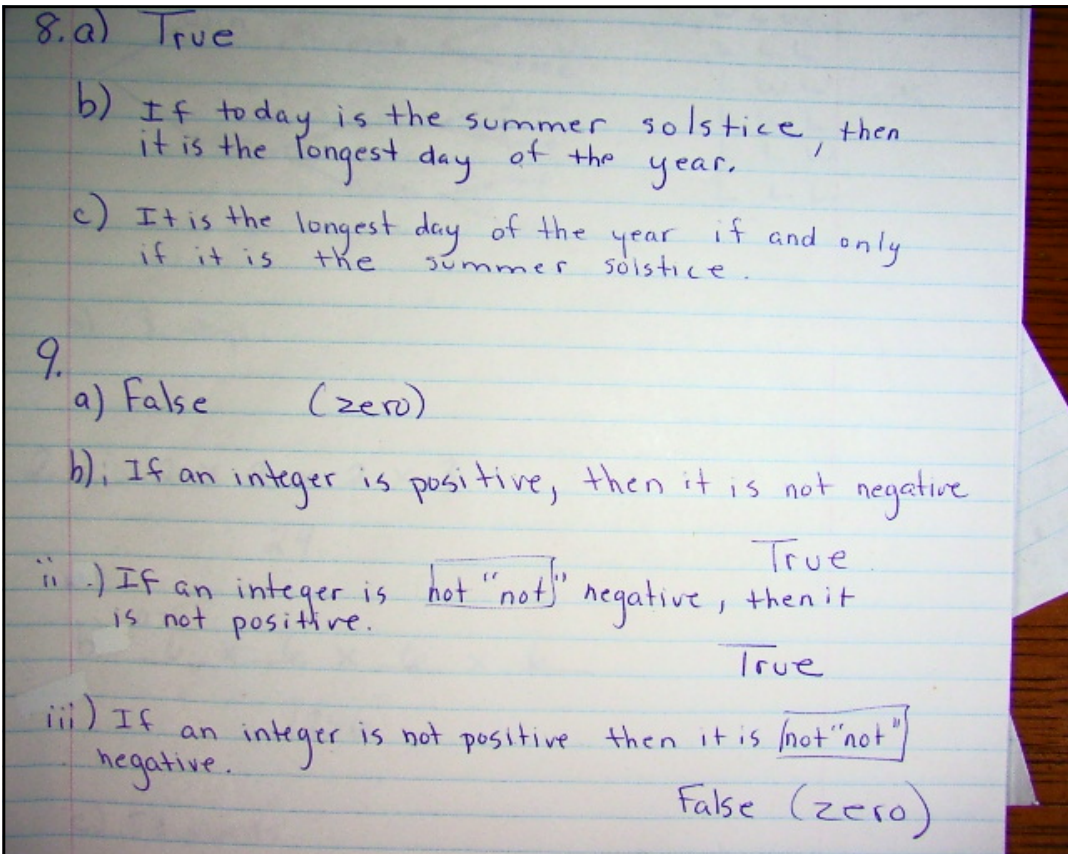 8. a) True
b) If today is the summer solstice, then
it is the longest day of the year.
c) It is the longest day of the year if and only
if it is the summer solstice.
9.
a) False (zero)
b) i If an integer is positive, then it is not negative
True
ii .) If an integer is not "not" negative, then it
is not positive.
True
iii) If an integer is not positive then it is not "not"
negative.
False (zero)